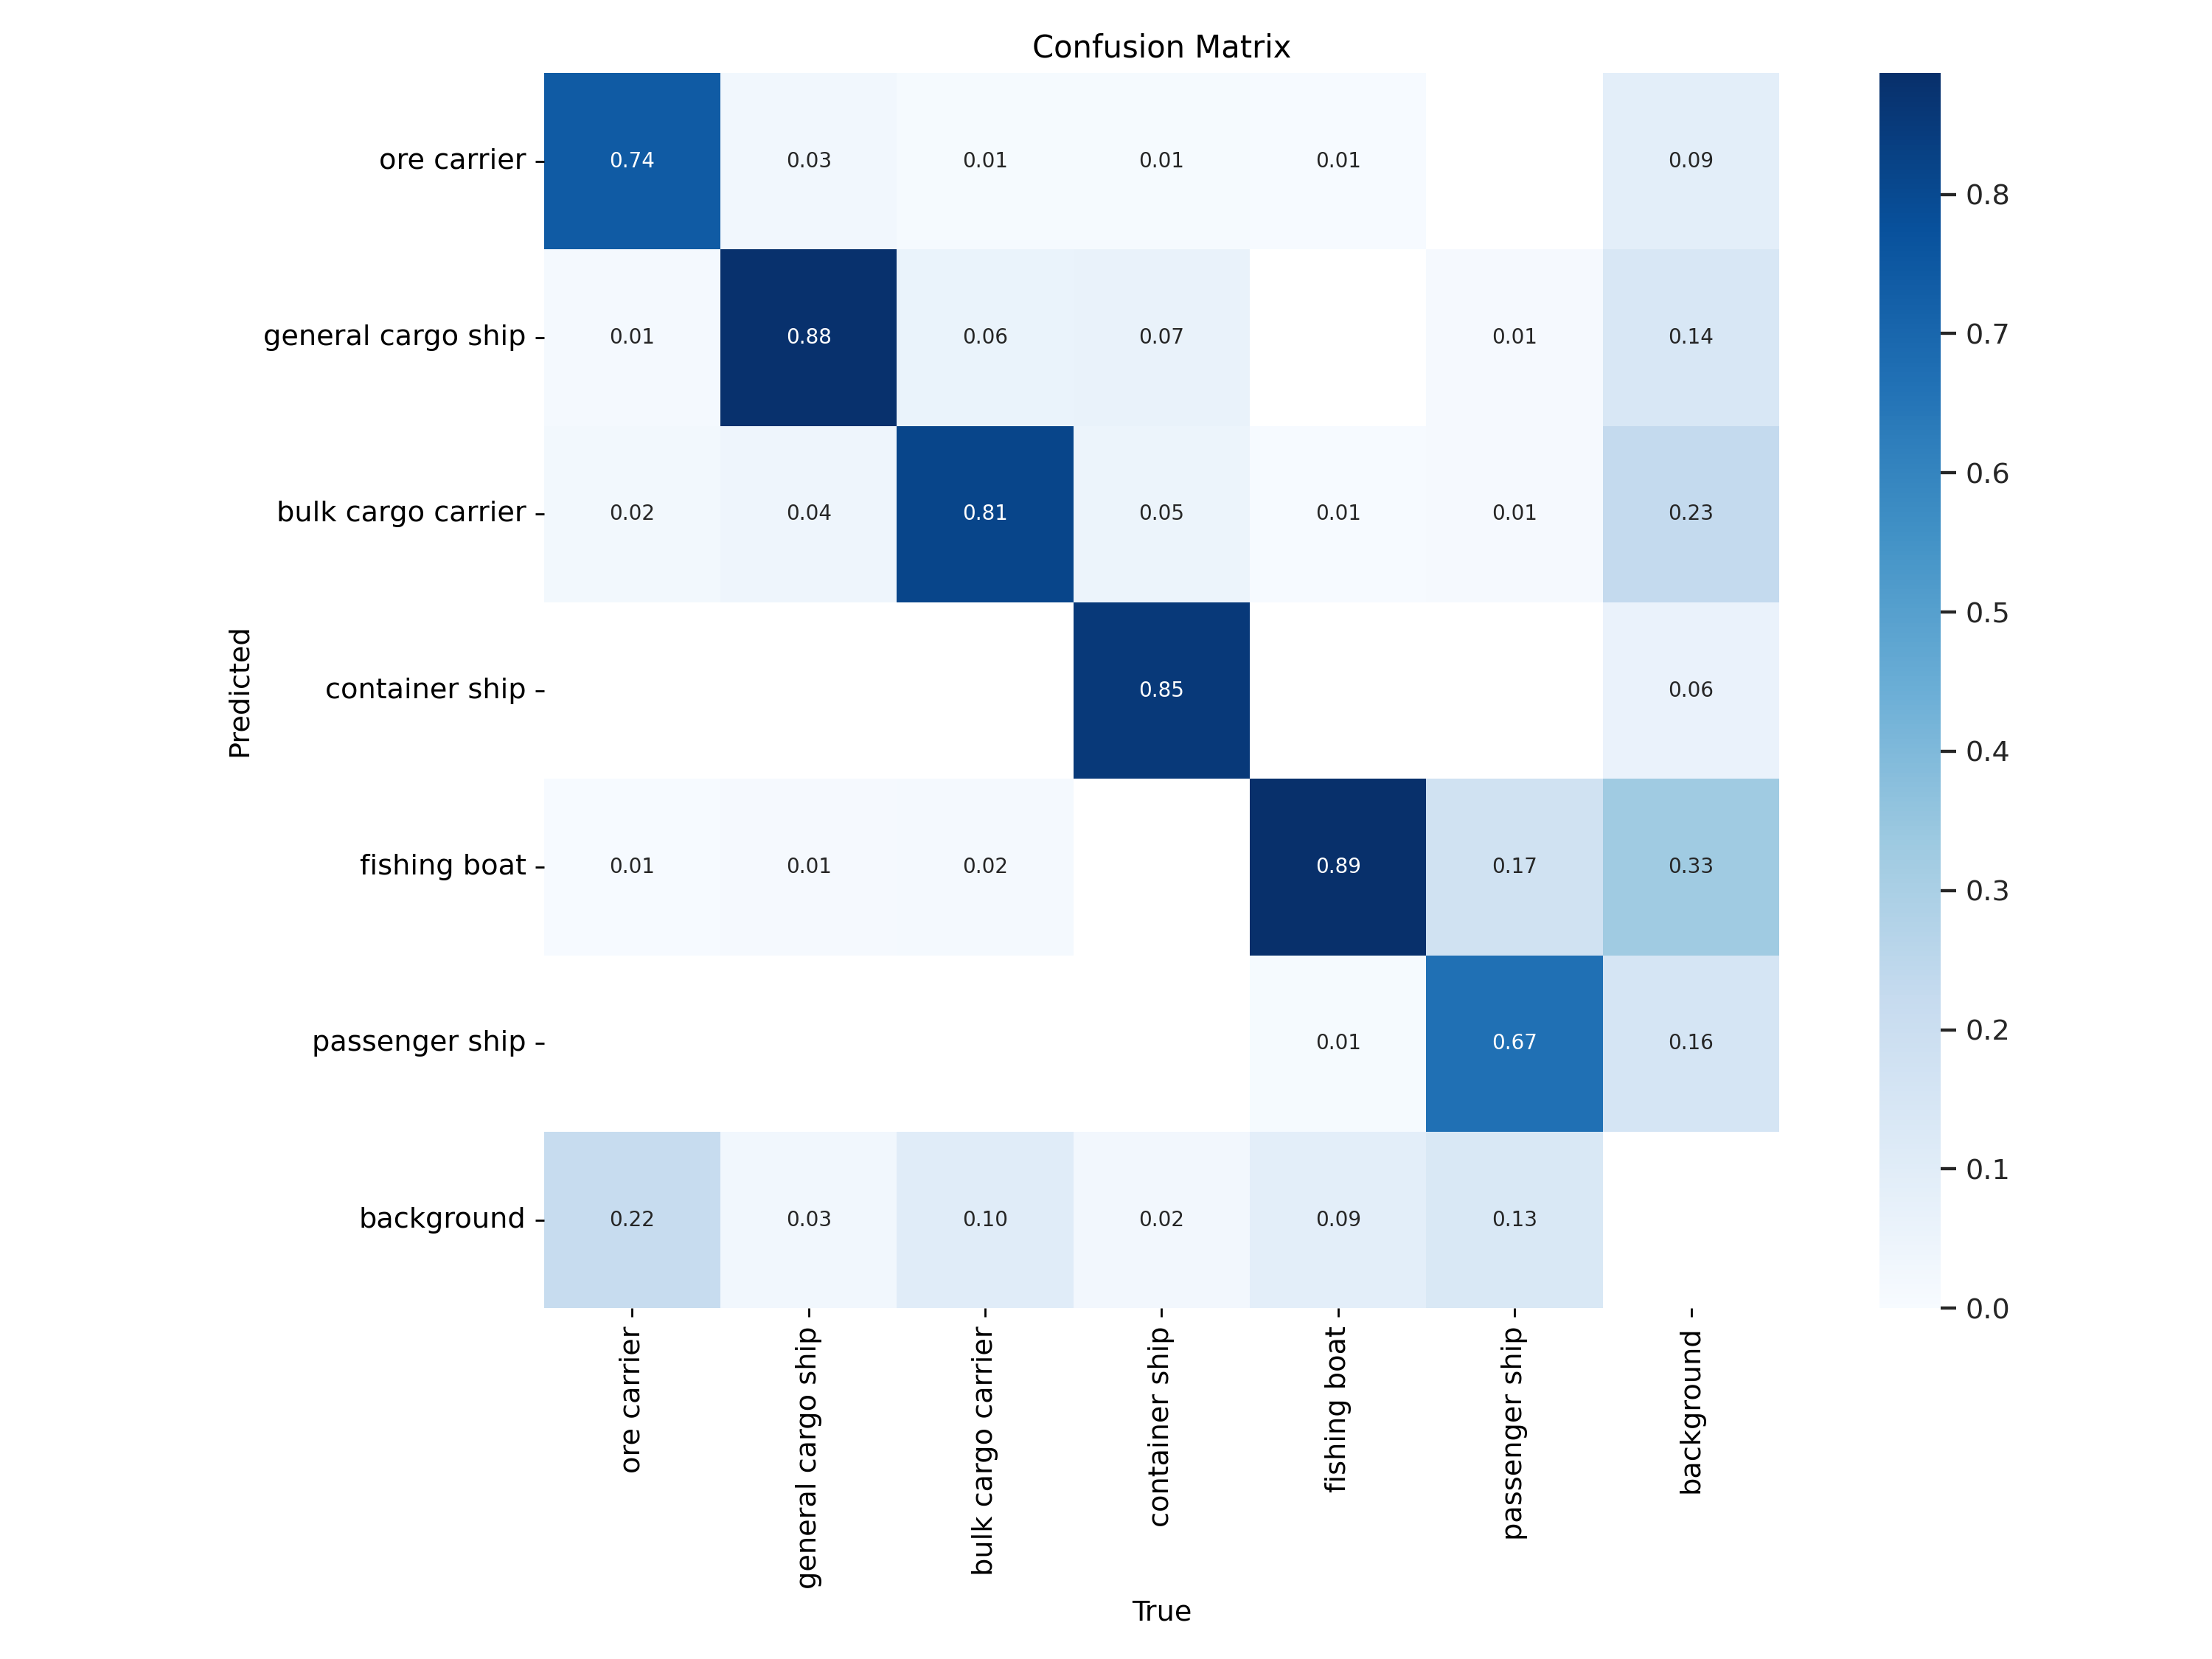 Confusion Matrix
ore carrier 0.74 0.03 0.01 0.01 0.01 0.09
general cargo ship 0.01 0.88 0.06 0.07 0.01 0.14
bulk cargo carrier 0.02 0.04 0.81 0.05 0.01 0.01 0.23
container ship 0.85 0.06
fishing boat 0.01 0.01 0.02 0.89 0.17 0.33
passenger ship 0.01 0.67 0.16
background 0.22 0.03 0.10 0.02 0.09 0.13
Predicted
ore carrier
general cargo ship
bulk cargo carrier
container ship
fishing boat
passenger ship
background
True
0.8
0.7
0.6
0.5
0.4
0.3
0.2
0.1
0.0